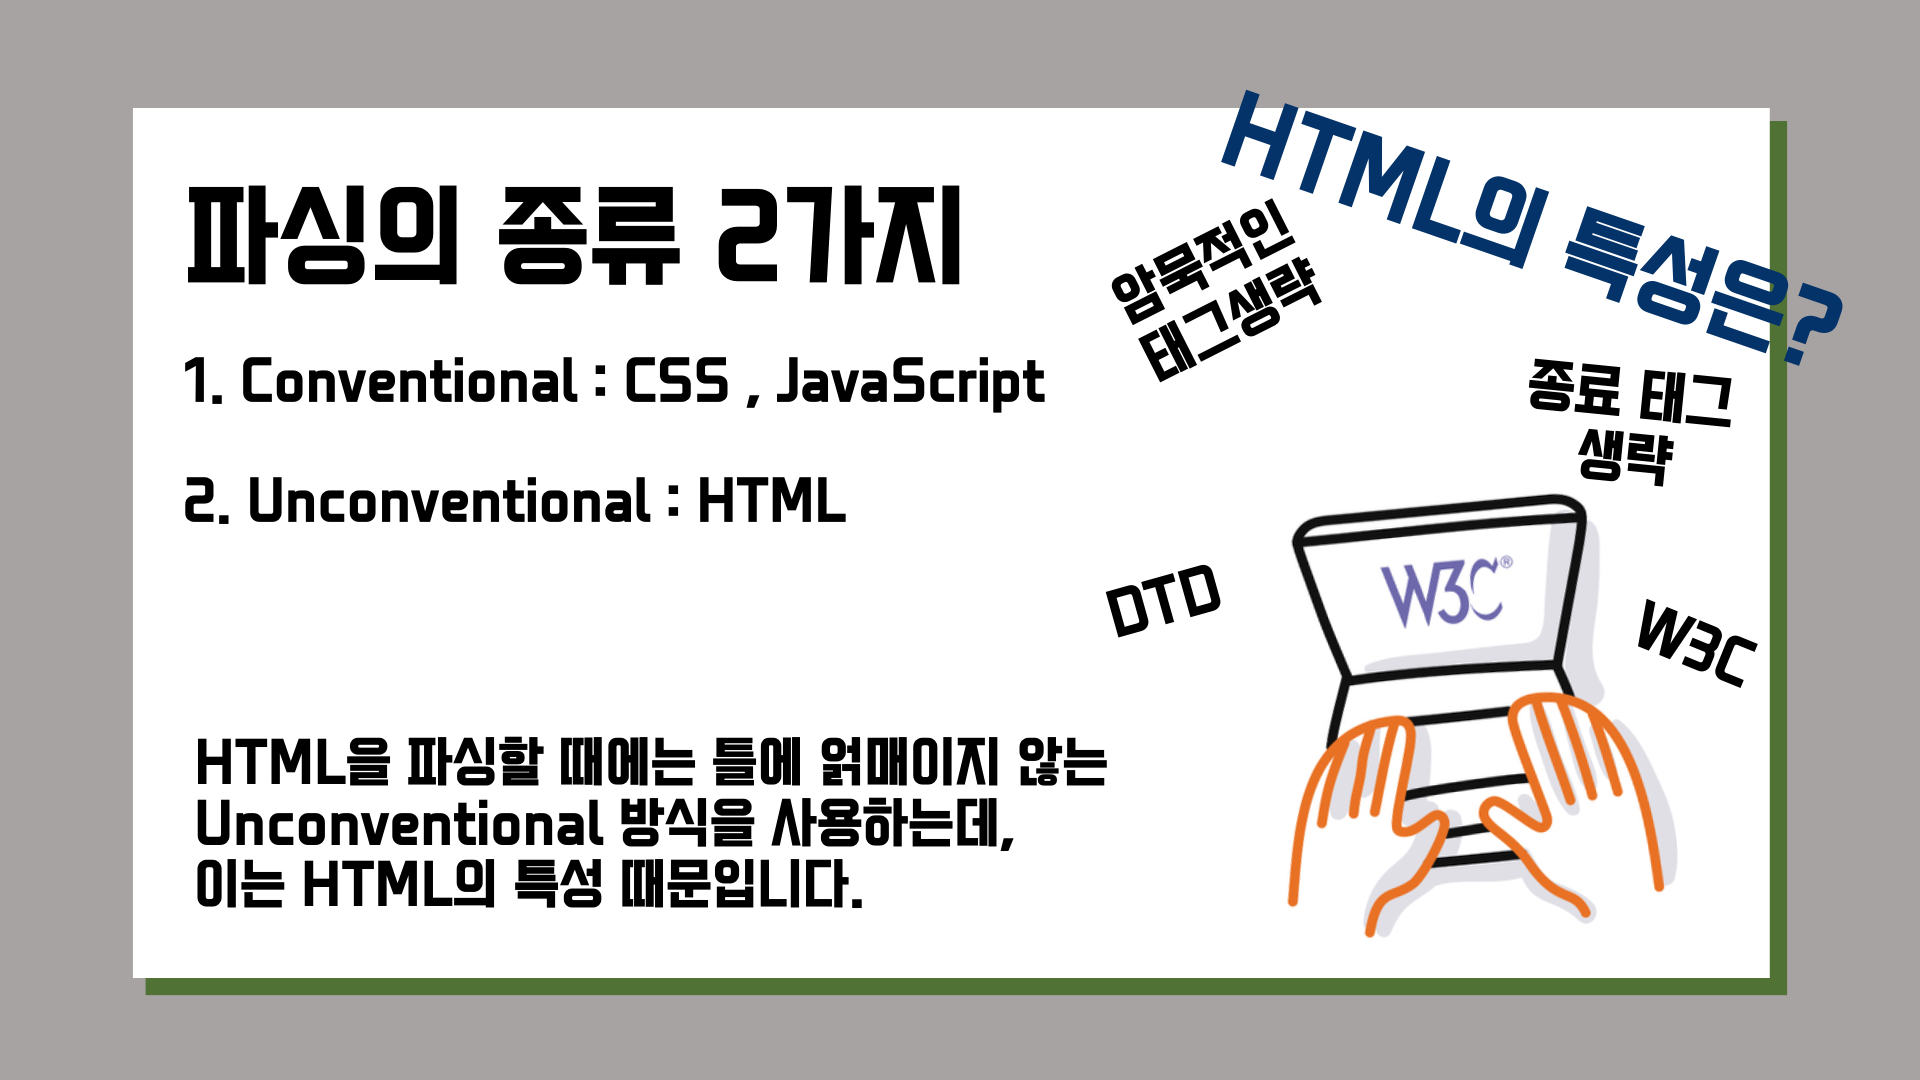 파싱의 종류 2가지
1. Conventional : CSS , JavaScript
2. Unconventional : HTML
HTML을 파싱할 때에는 틀에 얽매이지 않는
Unconventional 방식을 사용하는데,
이는 HTML의 특성 때문입니다.
HTML의 특성은?
암묵적인
태그생략
종료 태그
생략
DTD
W3C®
W3C